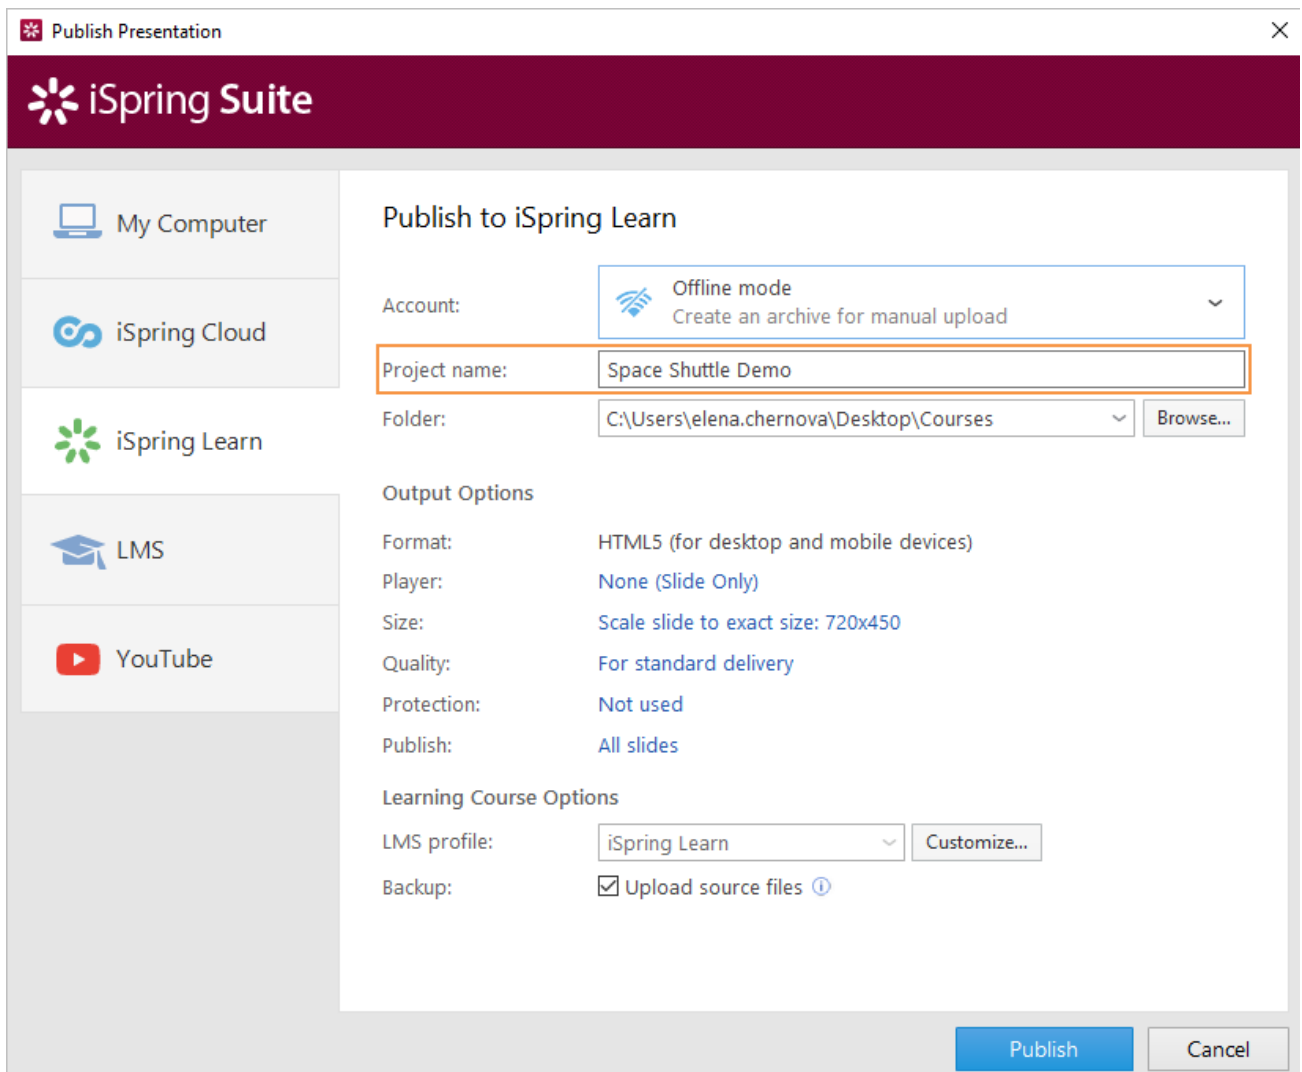 Publish Presentation
iSpring Suite
My Computer
iSpring Cloud
iSpring Learn
LMS
YouTube
Publish to iSpring Learn
Account:
Offline mode
Create an archive for manual upload
Project name: Space Shuttle Demo
Folder: C:\Users\elena.chernova\Desktop\Courses Browse...
Output Options
Format: HTML5 (for desktop and mobile devices)
Player: None (Slide Only)
Size: Scale slide to exact size: 720x450
Quality: For standard delivery
Protection: Not used
Publish: All slides
Learning Course Options
LMS profile: iSpring Learn Customize...
Backup: Upload source files
Publish Cancel